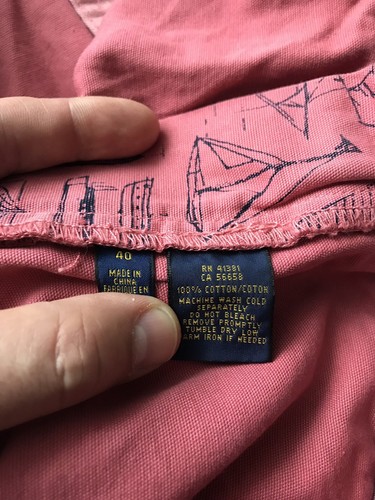 40
MADE IN
CHINA
FABRIQUE EN
RN 41381
CA 56658
100% COTTON/COTON
MACHINE WASH COLD
SEPARATELY
DO NOT BLEACH
REMOVE PROMPTLY
TUMBLE DRY LOW
ARM IRON IF NEEDED